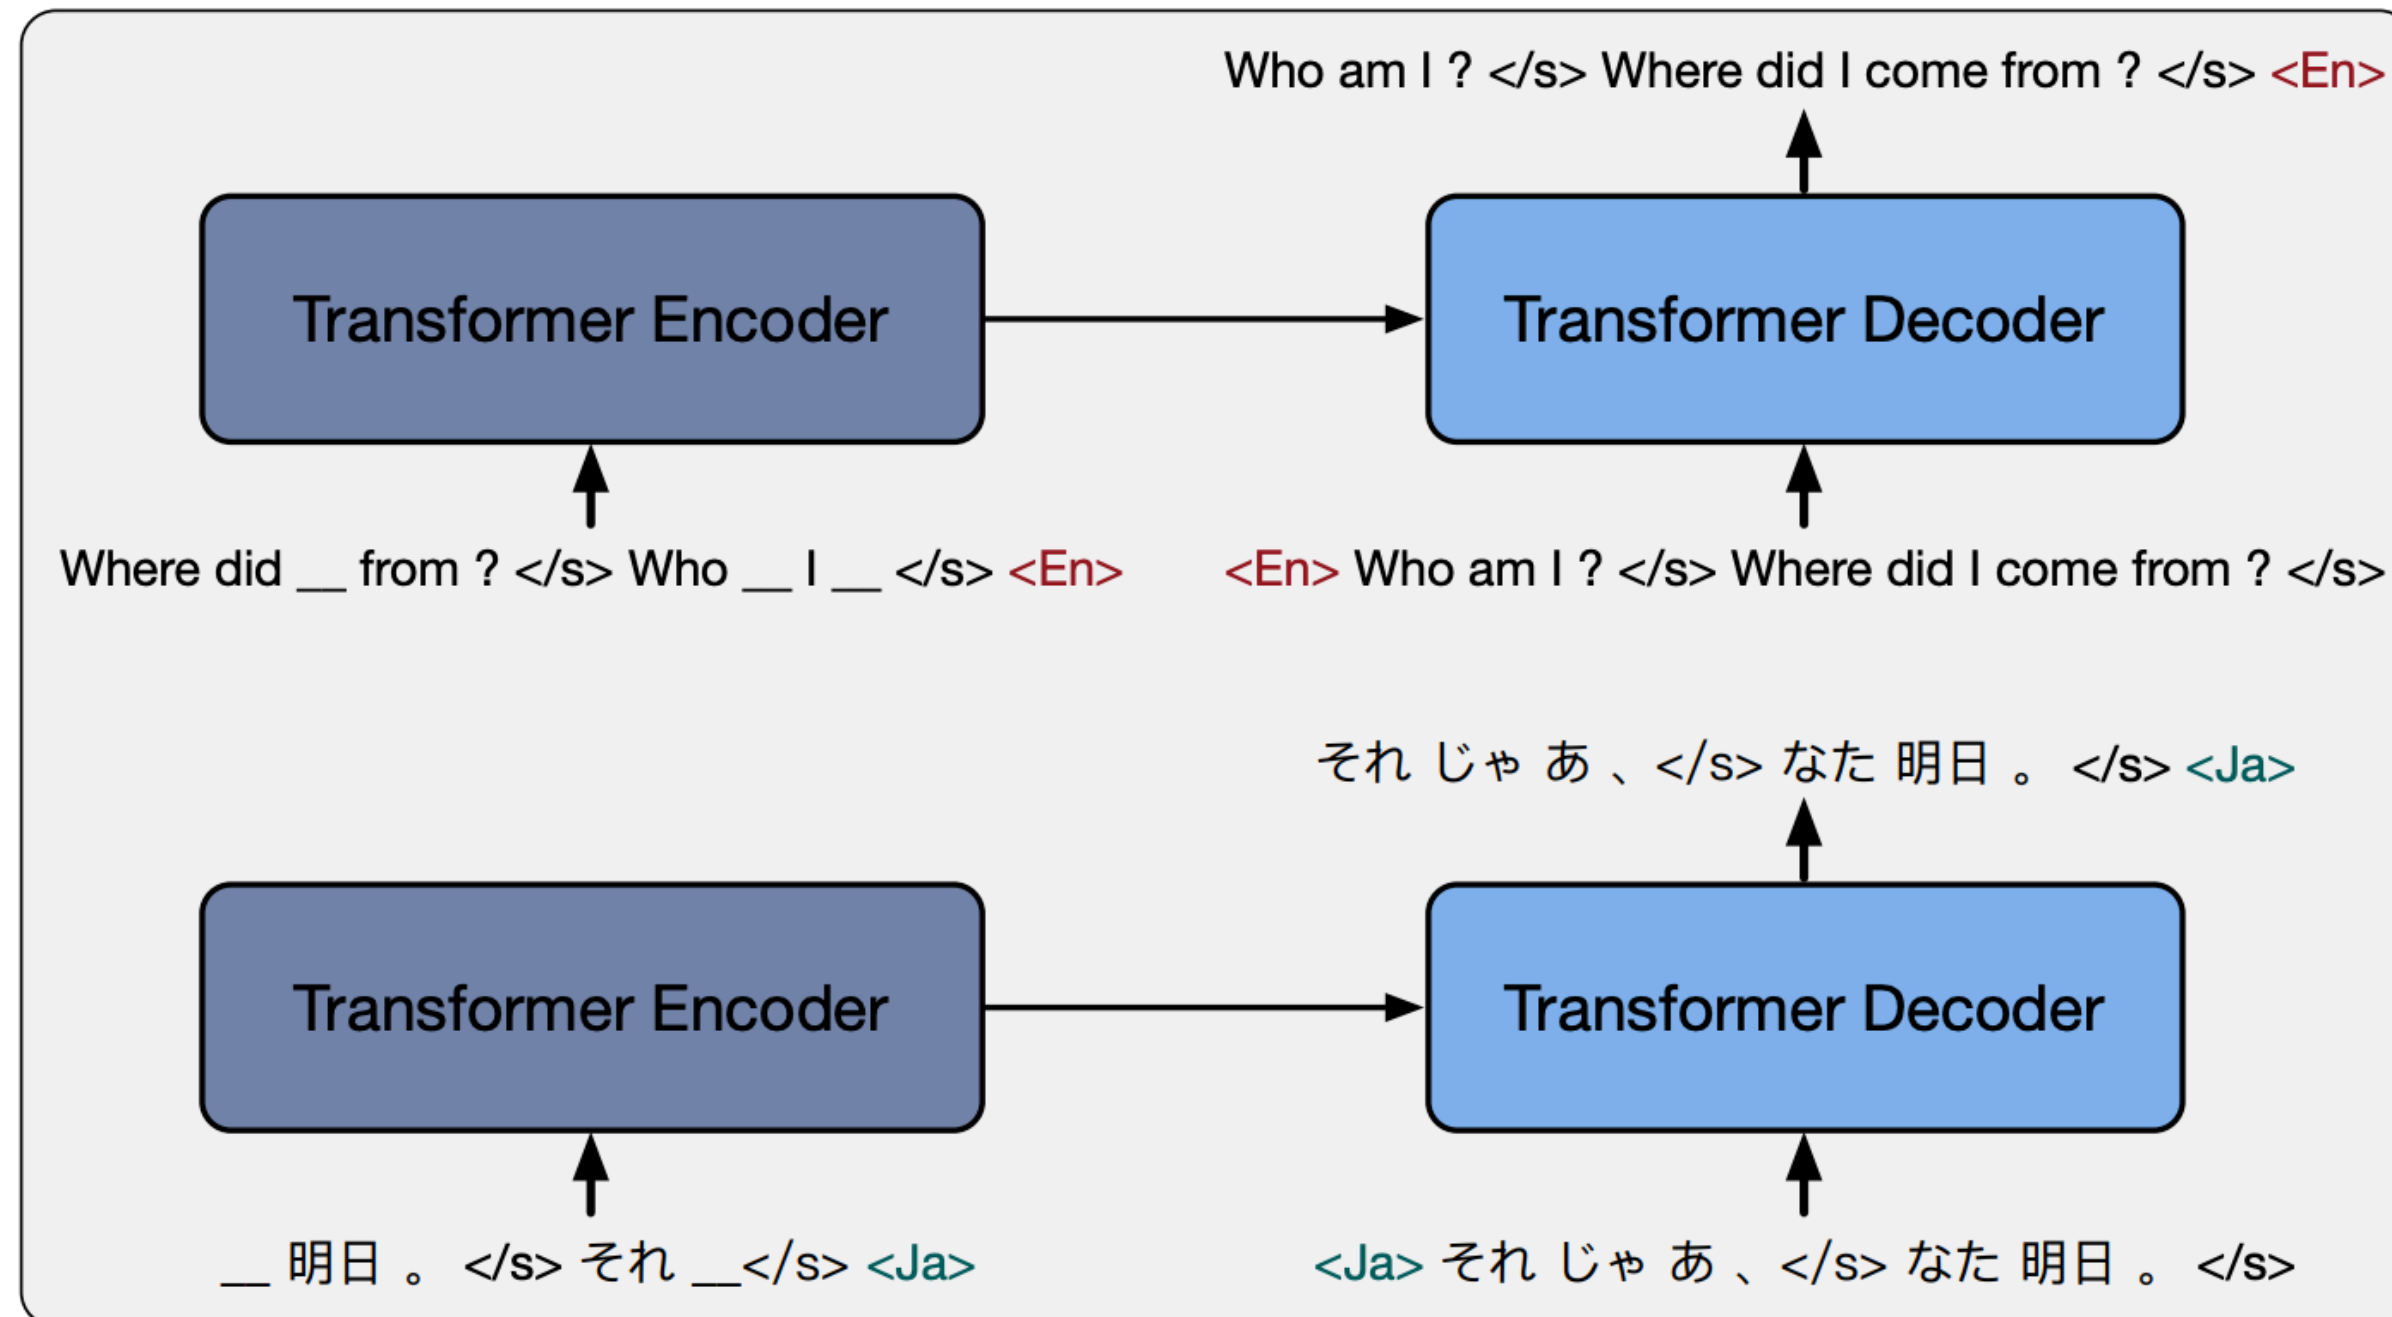 Who am I ? </s> Where did I come from ? </s> <En>
Transformer Encoder
Transformer Decoder
Where did __ from ? </s> Who __ I __ </s> <En>
<En> Who am I ? </s> Where did I come from ? </s>
それ じゃ あ 、</s> なた 明日 。 </s> <Ja>
Transformer Encoder
Transformer Decoder
__ 明日 。 </s> それ __</s> <Ja>
<Ja> それ じゃ あ 、</s> なた 明日 。 </s>